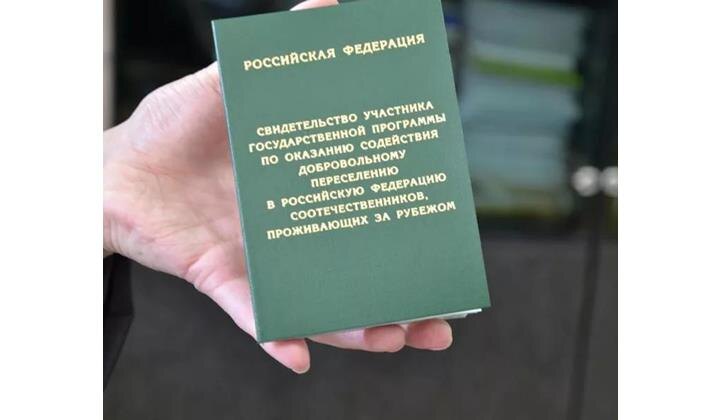 РОССИЙСКАЯ ФЕДЕРАЦИЯ
СВИДЕТЕЛЬСТВО УЧАСТНИКА
ГОСУДАРСТВЕННОЙ ПРОГРАММЫ
ПО ОКАЗАНИЮ СОДЕЙСТВИЯ
ДОБРОВОЛЬНОМУ
ПЕРЕСЕЛЕНИЮ
В РОССИЙСКУЮ ФЕДЕРАЦИЮ
СООТЕЧЕСТВЕННИКОВ,
ПРОЖИВАЮЩИХ ЗА РУБЕЖОМ